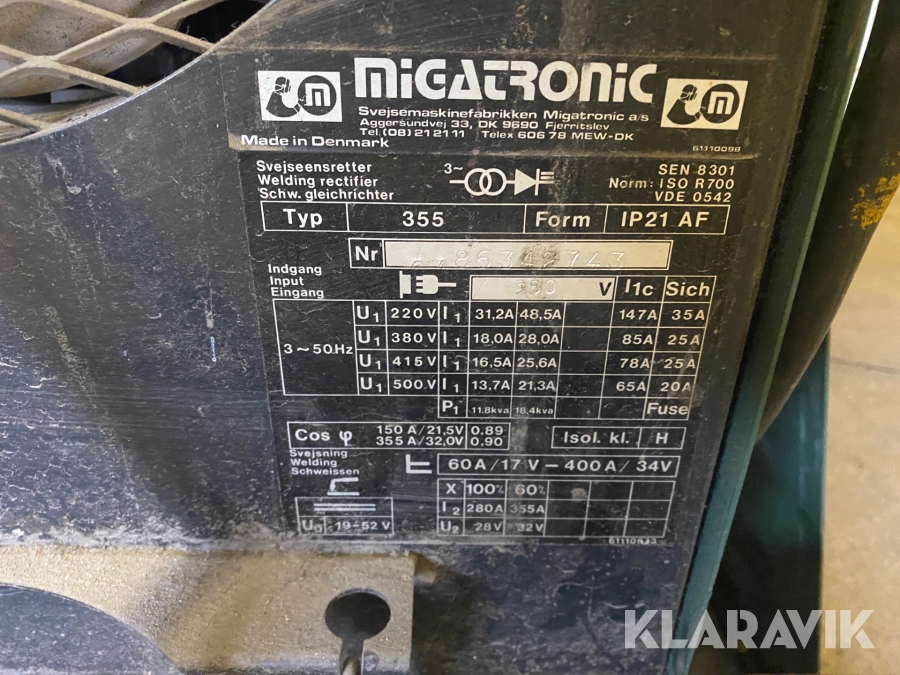 MIGATRONIC
Svejsemaskinefabrikken Migatronic a/s
Aggersundvej 33, DK 9690 Fjerritslev
Tel. (08) 21 21 11 Telex 606 78 MEW-DK
Made in Denmark
61110098
Svejseensretter
Welding rectifier
Schw. gleichrichter
3~
SEN 8301
Norm: ISO R700
VDE 0542
Typ 355 Form IP21 AF
Nr
Indgang
Input
Eingang
380 V I1c Sich
3~50Hz
U1 220V I1 31,2A 48,5A 147A 35A
U1 380V I1 18,0A 28,0A 85A 25A
U1 415V I1 16,5A 25,6A 78A 25A
U1 500V I1 13,7A 21,3A 65A 20A
P1 11,8kva 18,4kva Fuse
Cos φ 150A/21,5V 0.89
355A/32,0V 0.90
Isol. kl. H
Svejsning
Welding
Schweissen
60A/17V – 400A/34V
X 100% 60%
I2 280A 355A
U0 19-52 V
U2 28V 32V
KLARAVIK